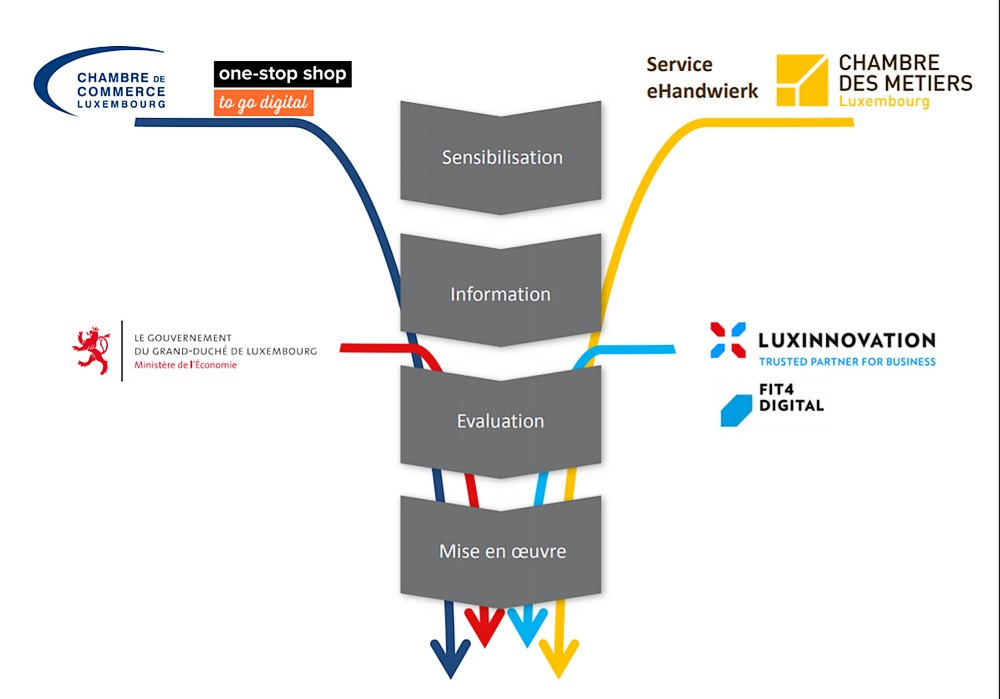 CHAMBRE DE
COMMERCE
LUXEMBOURG
one-stop shop
to go digital
Service
eHandwierk
CHAMBRE
DES METIERS
Luxembourg
Sensibilisation
Information
LE GOUVERNEMENT
DU GRAND-DUCHÉ DE LUXEMBOURG
Ministère de l'Économie
LUXINNOVATION
TRUSTED PARTNER FOR BUSINESS
FIT4
DIGITAL
Evaluation
Mise en œuvre